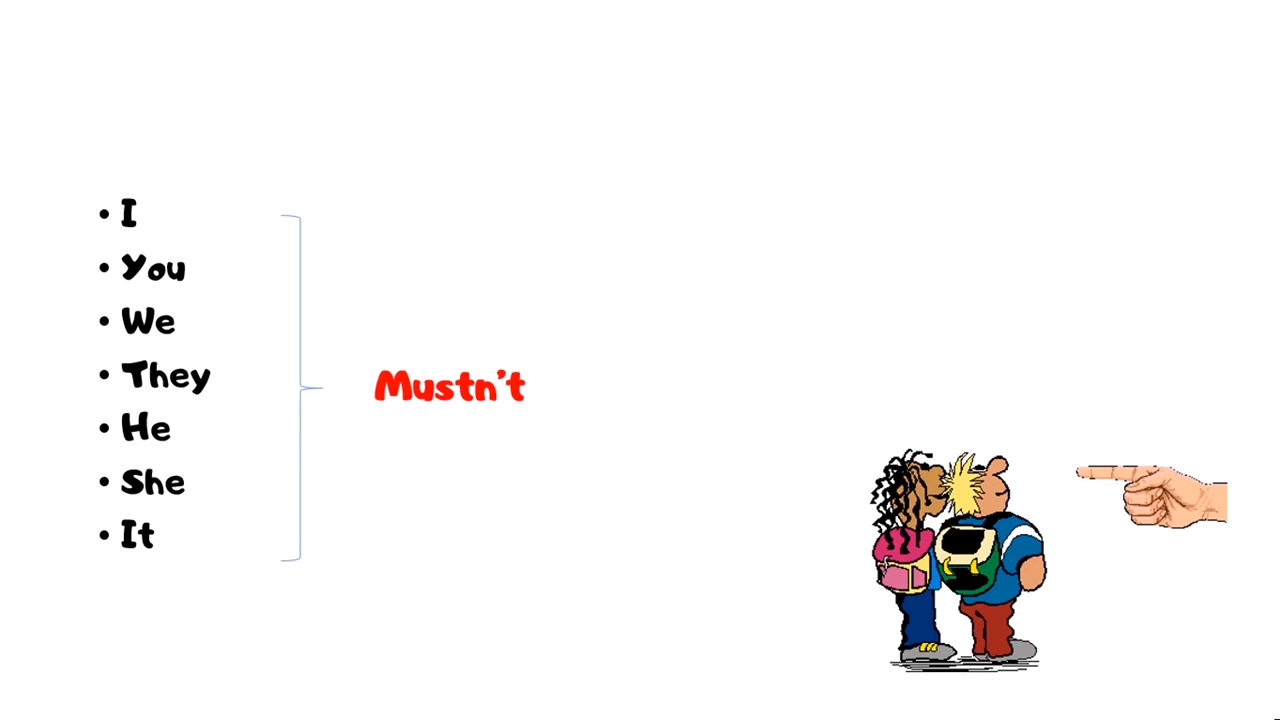 • I
• You
• We
• They
• He
• She
• It
Mustn't